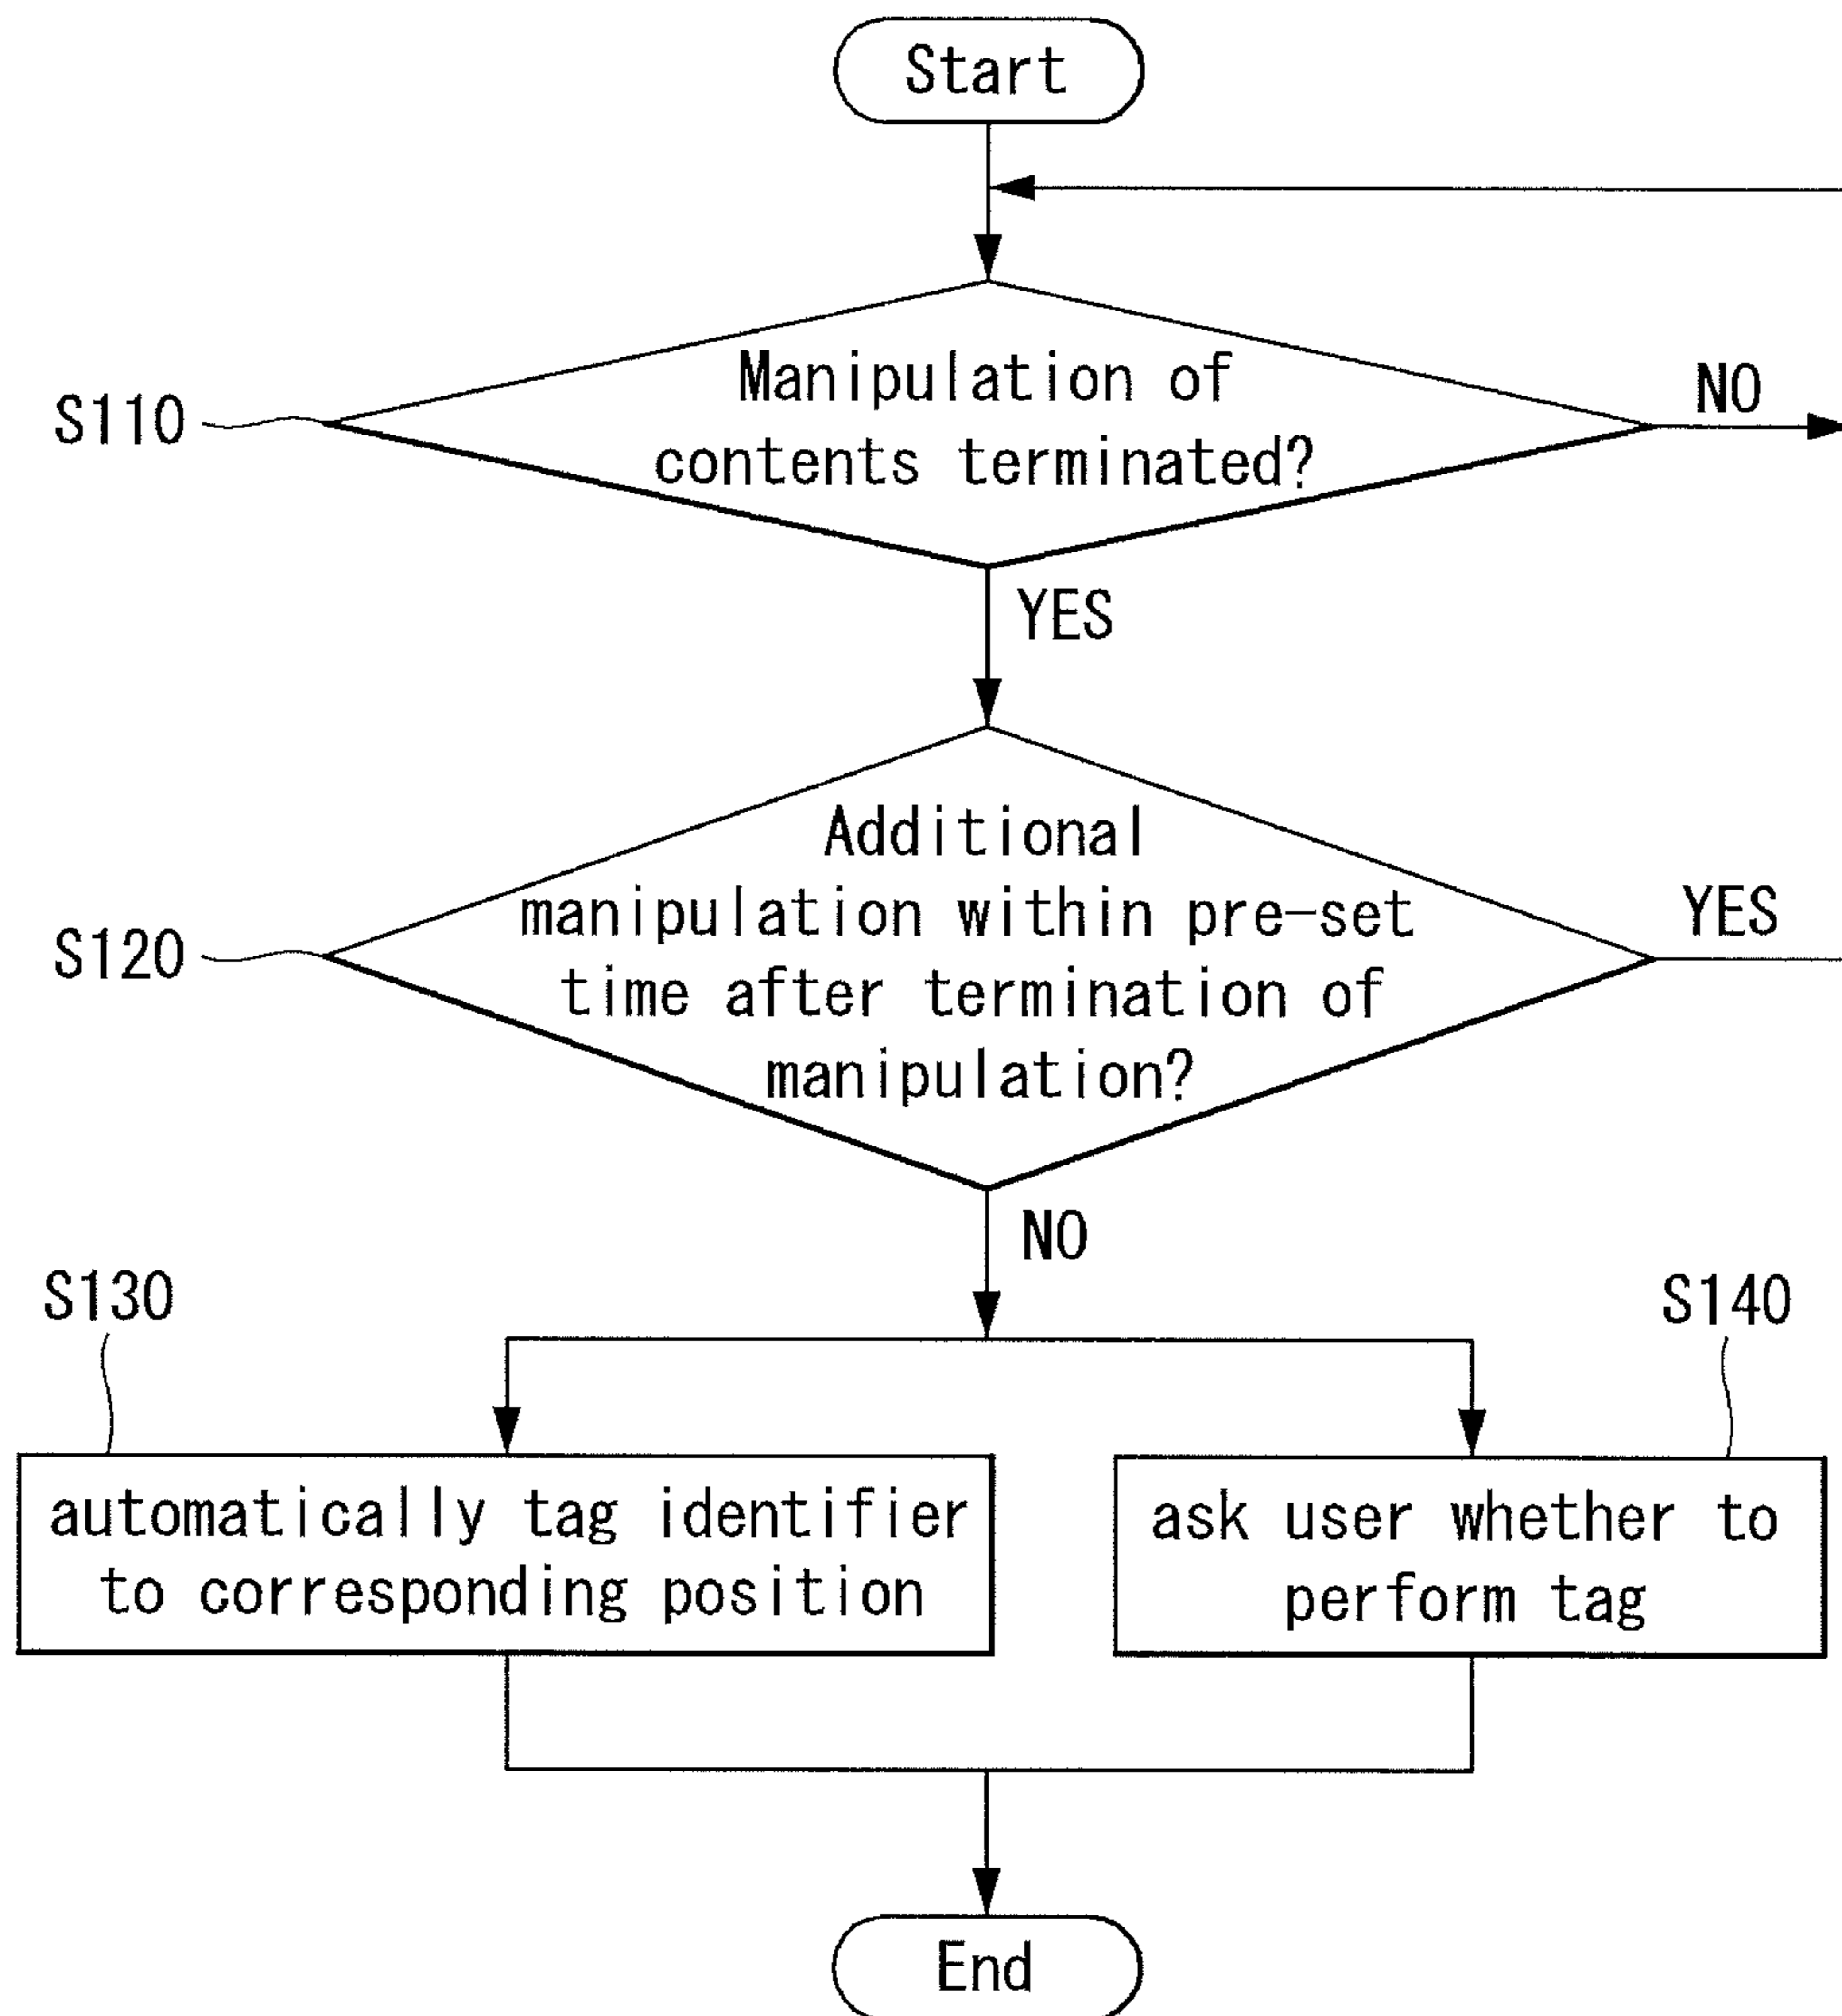 Start
Manipulation of
contents terminated?
NO
S110
YES
Additional
manipulation within pre-set
time after termination of
manipulation?
YES
S120
NO
S130
S140
automatically tag identifier
to corresponding position
ask user whether to
perform tag
End